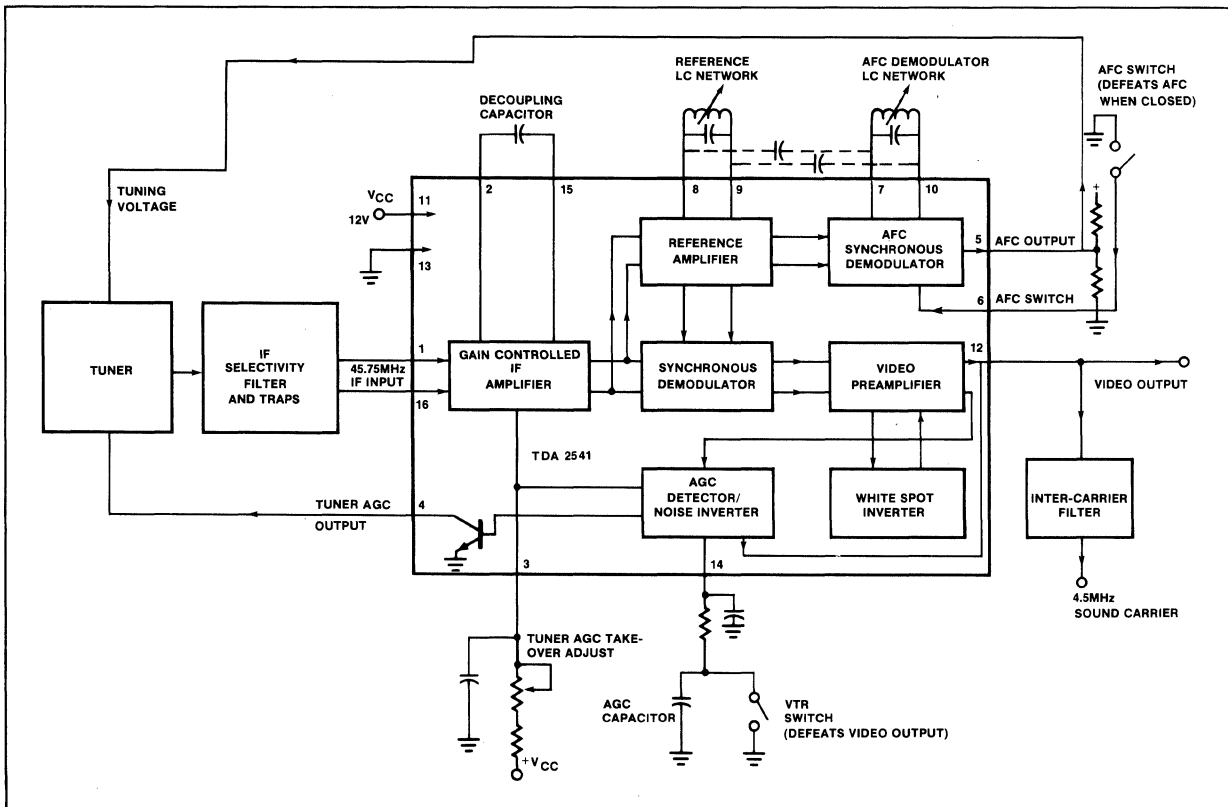 REFERENCE
LC NETWORK
AFC DEMODULATOR
LC NETWORK
AFC SWITCH
(DEFEATS AFC
WHEN CLOSED)
DECOUPLING
CAPACITOR
TUNING
VOLTAGE
VCC
12V
11
13
2
15
8
9
7
10
+
REFERENCE
AMPLIFIER
AFC
SYNCHRONOUS
DEMODULATOR
5
AFC OUTPUT
6
AFC SWITCH
TUNER
IF
SELECTIVITY
FILTER
AND TRAPS
1
45.75MHz
IF INPUT
16
GAIN CONTROLLED
IF
AMPLIFIER
SYNCHRONOUS
DEMODULATOR
VIDEO
PREAMPLIFIER
12
VIDEO OUTPUT
TDA 2541
AGC
DETECTOR/
NOISE INVERTER
WHITE SPOT
INVERTER
INTER-CARRIER
FILTER
TUNER AGC
OUTPUT
4
3
14
4.5MHz
SOUND CARRIER
TUNER AGC TAKE-
OVER ADJUST
AGC
CAPACITOR
VTR
SWITCH
(DEFEATS VIDEO OUTPUT)
+VCC